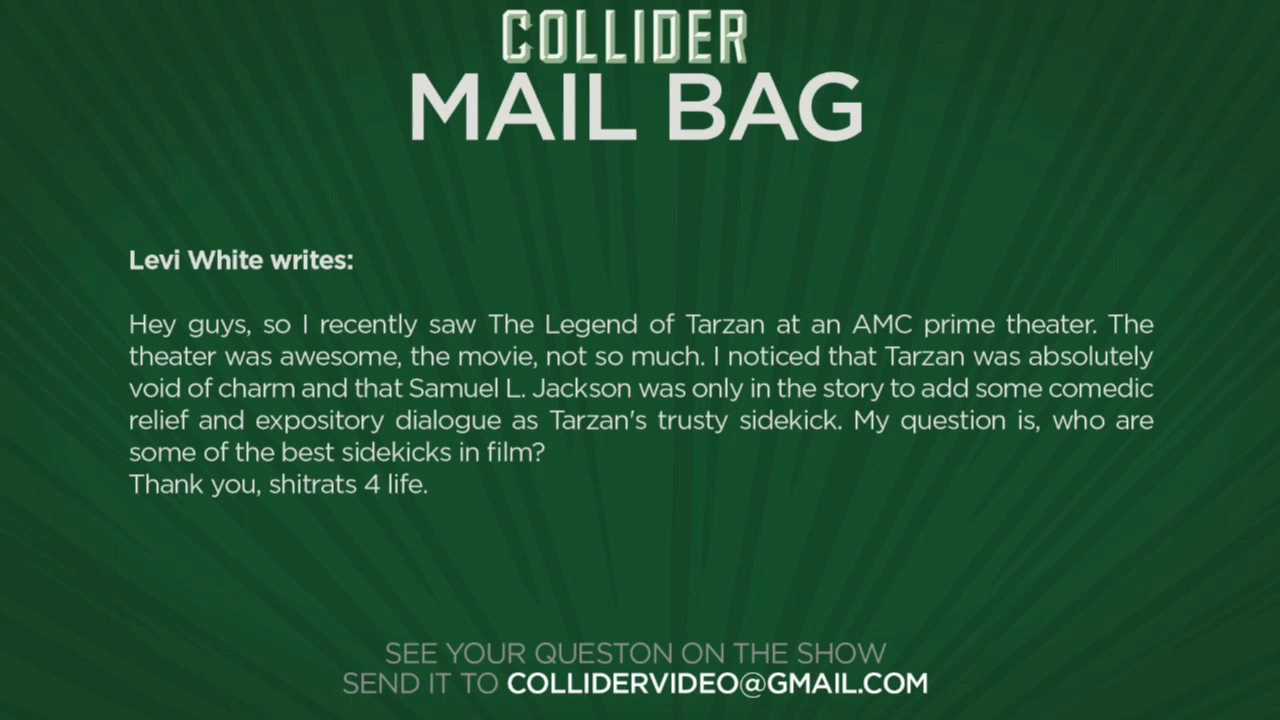 COLLIDER
MAIL BAG
Levi White writes:
Hey guys, so I recently saw The Legend of Tarzan at an AMC prime theater. The
theater was awesome, the movie, not so much. I noticed that Tarzan was absolutely
void of charm and that Samuel L. Jackson was only in the story to add some comedic
relief and expository dialogue as Tarzan's trusty sidekick. My question is, who are
some of the best sidekicks in film?
Thank you, shitrats 4 life.
SEE YOUR QUESTON ON THE SHOW
SEND IT TO COLLIDERVIDEO@GMAIL.COM